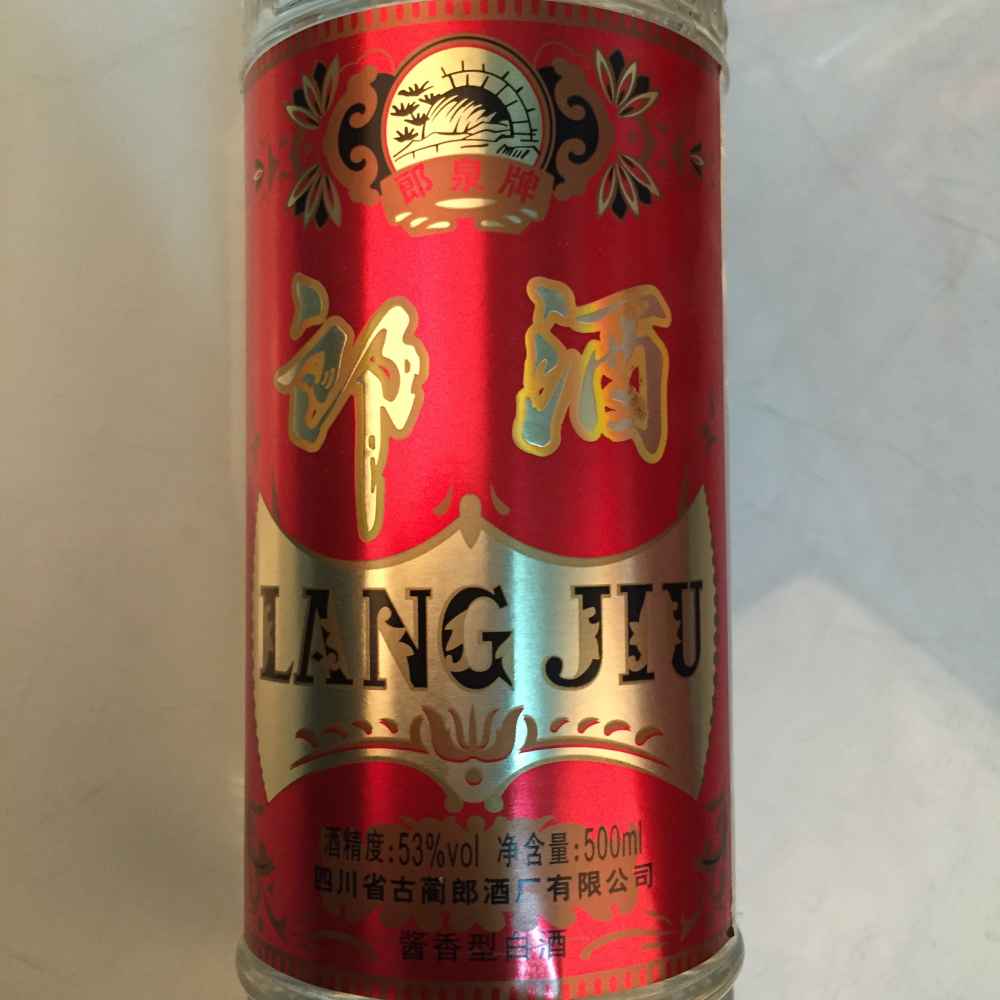 郎泉牌
郎酒
LANG JIU
酒精度:53%vol 净含量:500ml
四川省古蔺郎酒厂有限公司
酱香型白酒